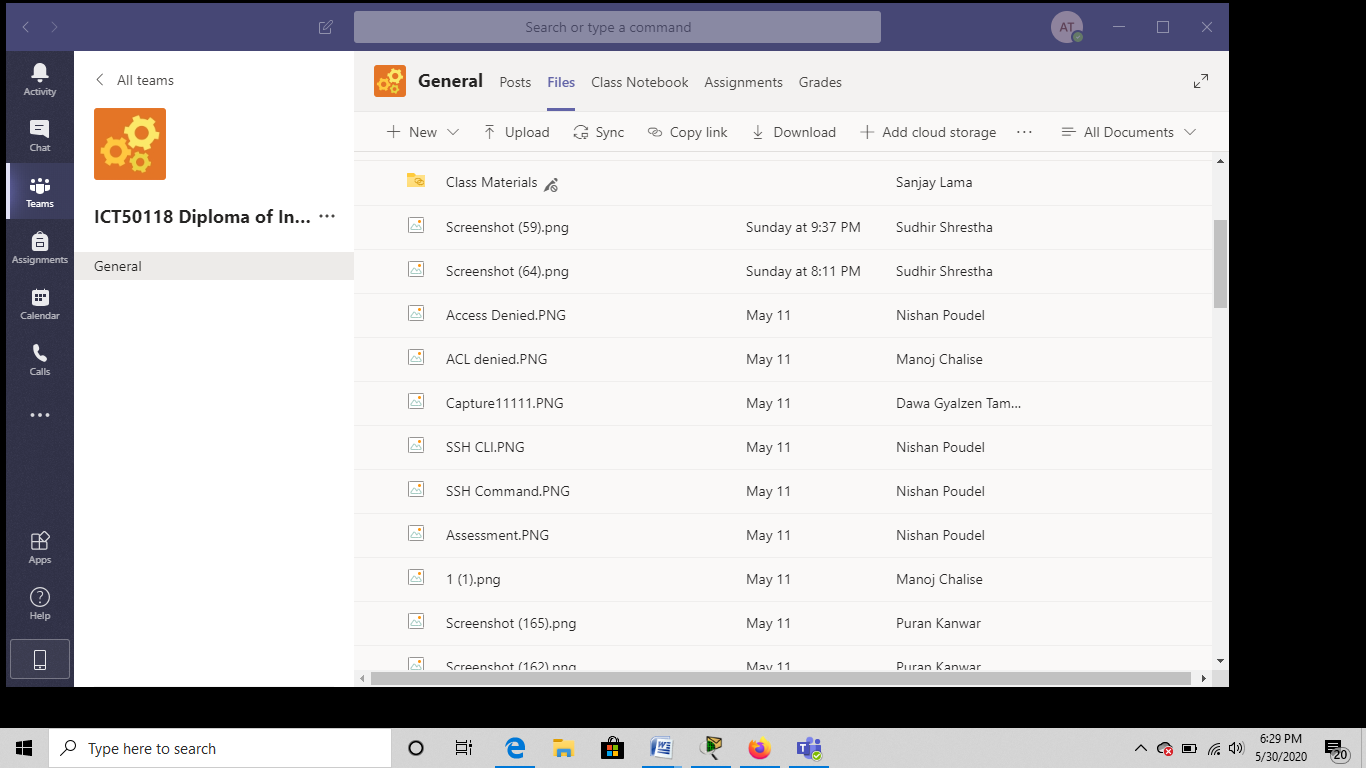 Search or type a command
AT
Activity
Chat
Teams
Assignments
Calendar
Calls
Apps
Help
All teams
ICT50118 Diploma of In...
General
General Posts Files Class Notebook Assignments Grades
New Upload Sync Copy link Download Add cloud storage All Documents
Class Materials Sanjay Lama
Screenshot (59).png Sunday at 9:37 PM Sudhir Shrestha
Screenshot (64).png Sunday at 8:11 PM Sudhir Shrestha
Access Denied.PNG May 11 Nishan Poudel
ACL denied.PNG May 11 Manoj Chalise
Capture11111.PNG May 11 Dawa Gyalzen Tam...
SSH CLI.PNG May 11 Nishan Poudel
SSH Command.PNG May 11 Nishan Poudel
Assessment.PNG May 11 Nishan Poudel
1 (1).png May 11 Manoj Chalise
Screenshot (165).png May 11 Puran Kanwar
Screenshot (162).png May 11 Puran Kanwar
Type here to search
6:29 PM
5/30/2020
20